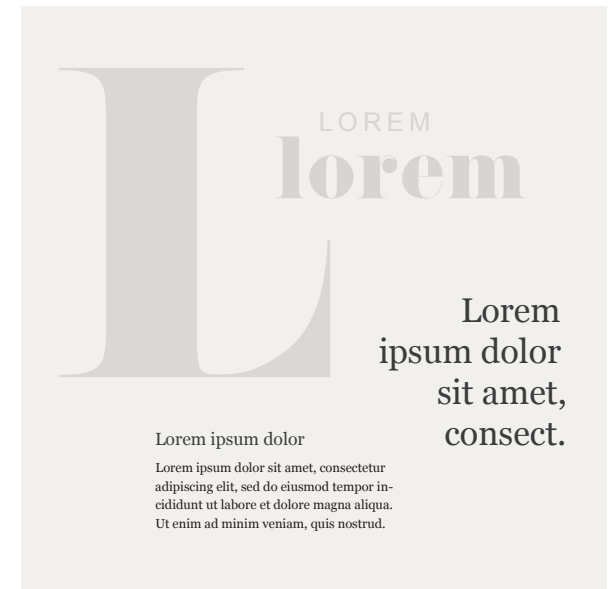 L
LOREM
lorem
Lorem
ipsum dolor
sit amet,
consect.
Lorem ipsum dolor
Lorem ipsum dolor sit amet, consectetur
adipiscing elit, sed do eiusmod tempor in-
cididunt ut labore et dolore magna aliqua.
Ut enim ad minim veniam, quis nostrud.